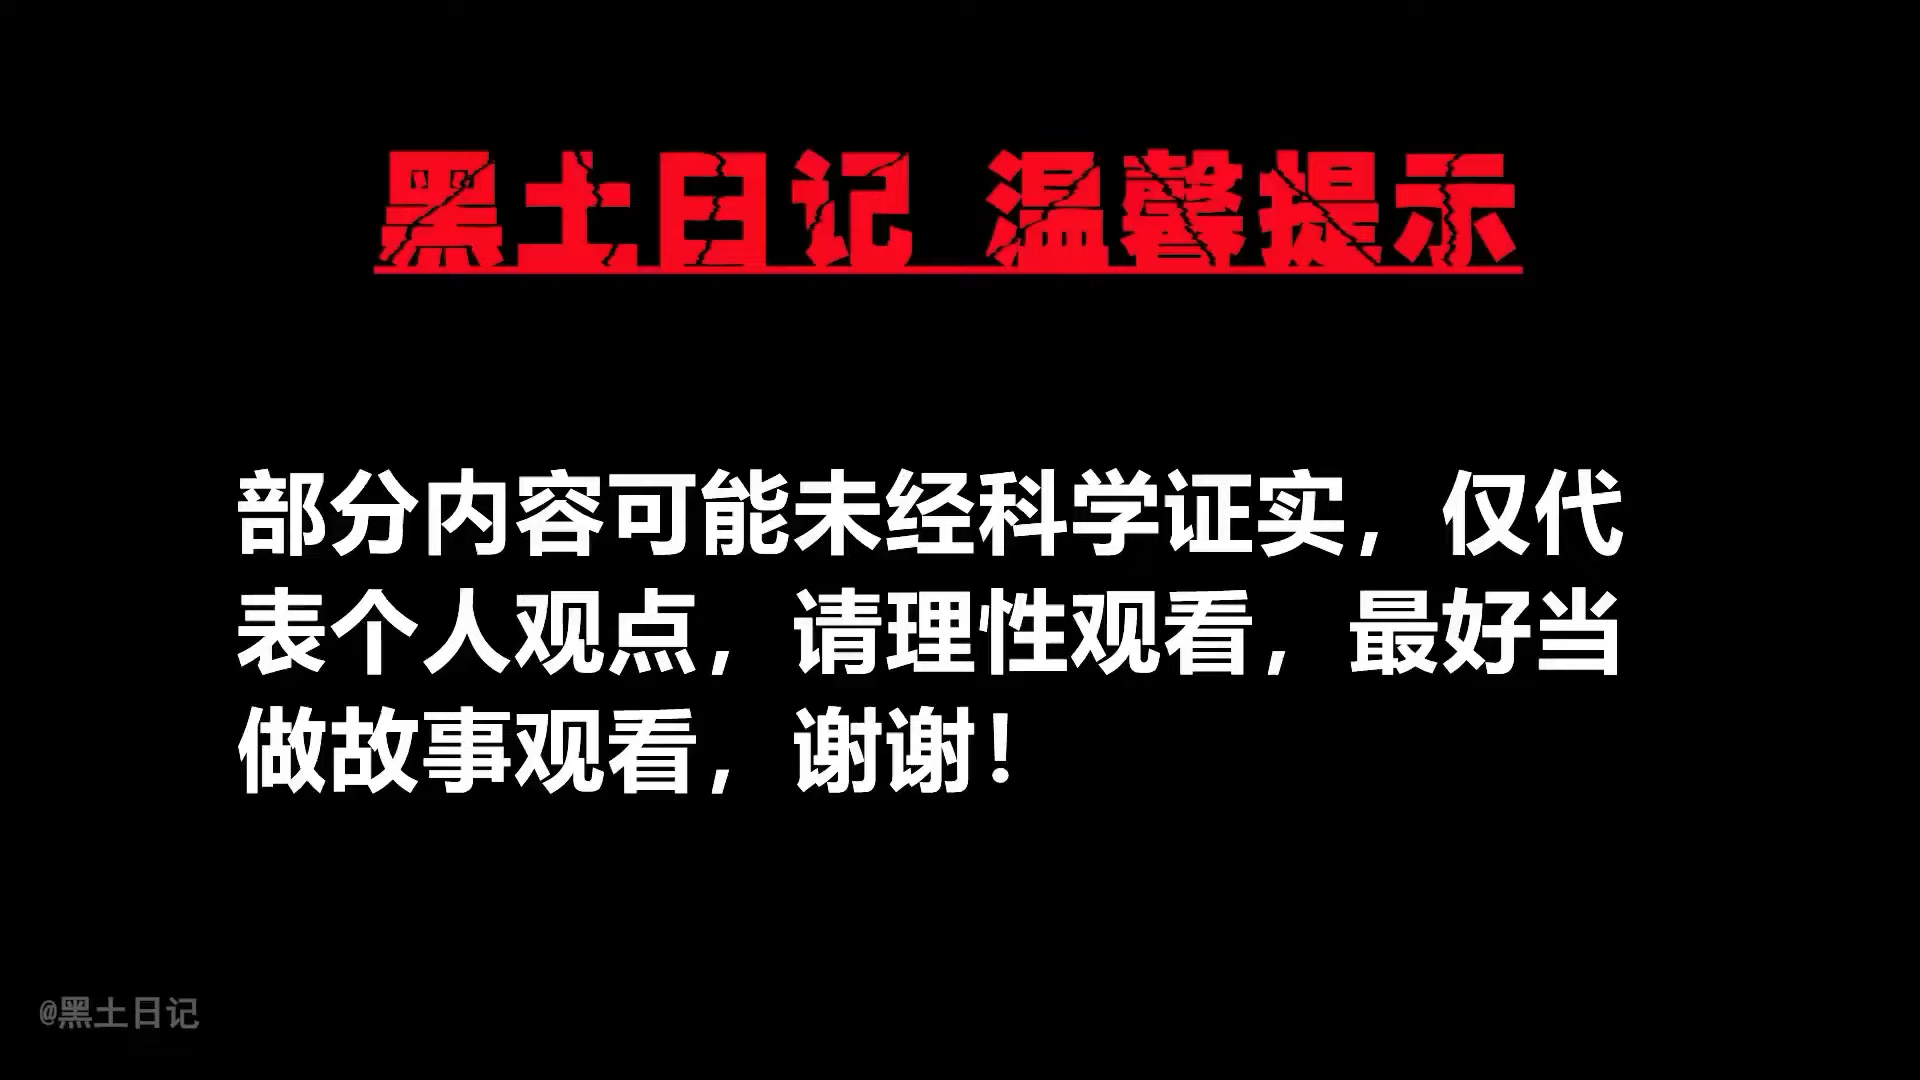 黑土日记 温馨提示
部分内容可能未经科学证实，仅代
表个人观点，请理性观看，最好当
做故事观看，谢谢！
@黑土日记